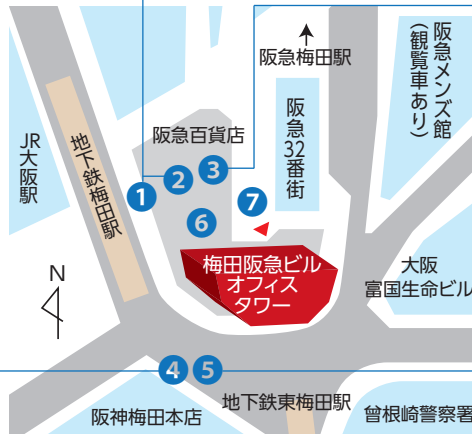 阪急梅田駅
阪急メンズ館
(観覧車あり)
阪急百貨店
阪急32番街
JR
大阪駅
地下鉄梅田駅
1
2
3
6
7
梅田阪急ビル
オフィス
タワー
大阪
富国生命ビル
N
4
5
阪神梅田本店
地下鉄東梅田駅
曾根崎警察署